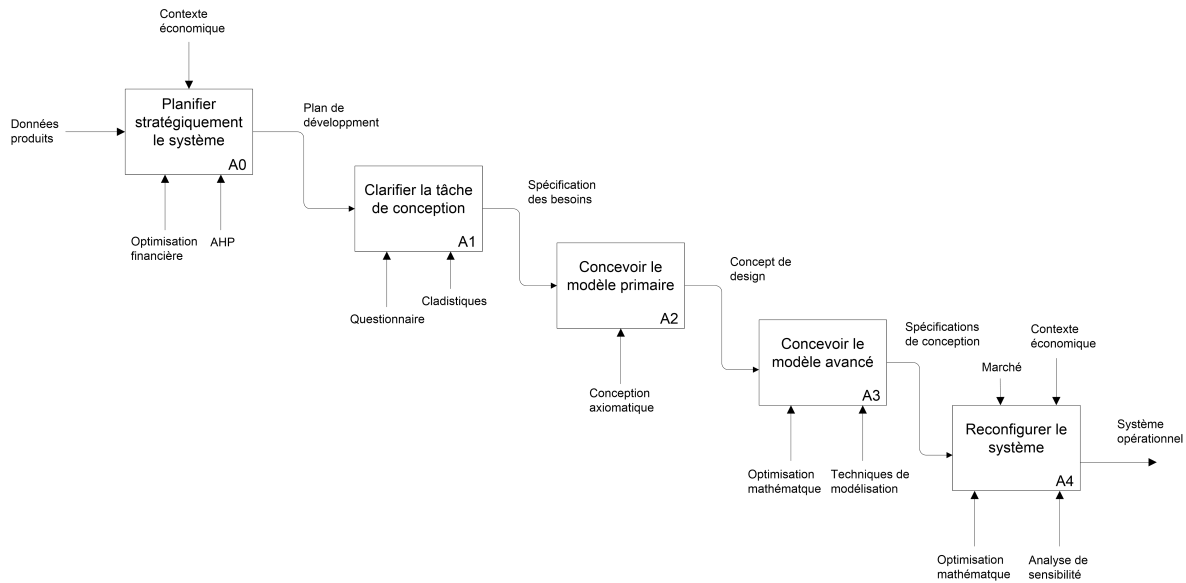 Contexte
économique
Planifier
stratégiquement
le système
A0
Données
produits
Plan de
développment
Optimisation
financière
AHP
Clarifier la tâche
de conception
A1
Spécification
des besoins
Questionnaire
Cladistiques
Concevoir le
modèle primaire
A2
Concept de
design
Conception
axiomatique
Concevoir le
modèle avancé
A3
Spécifications
de conception
Optimisation
mathématque
Techniques de
modélisation
Marché
Contexte
économique
Reconfigurer le
système
A4
Système
opérationnel
Optimisation
mathématque
Analyse de
sensibilité